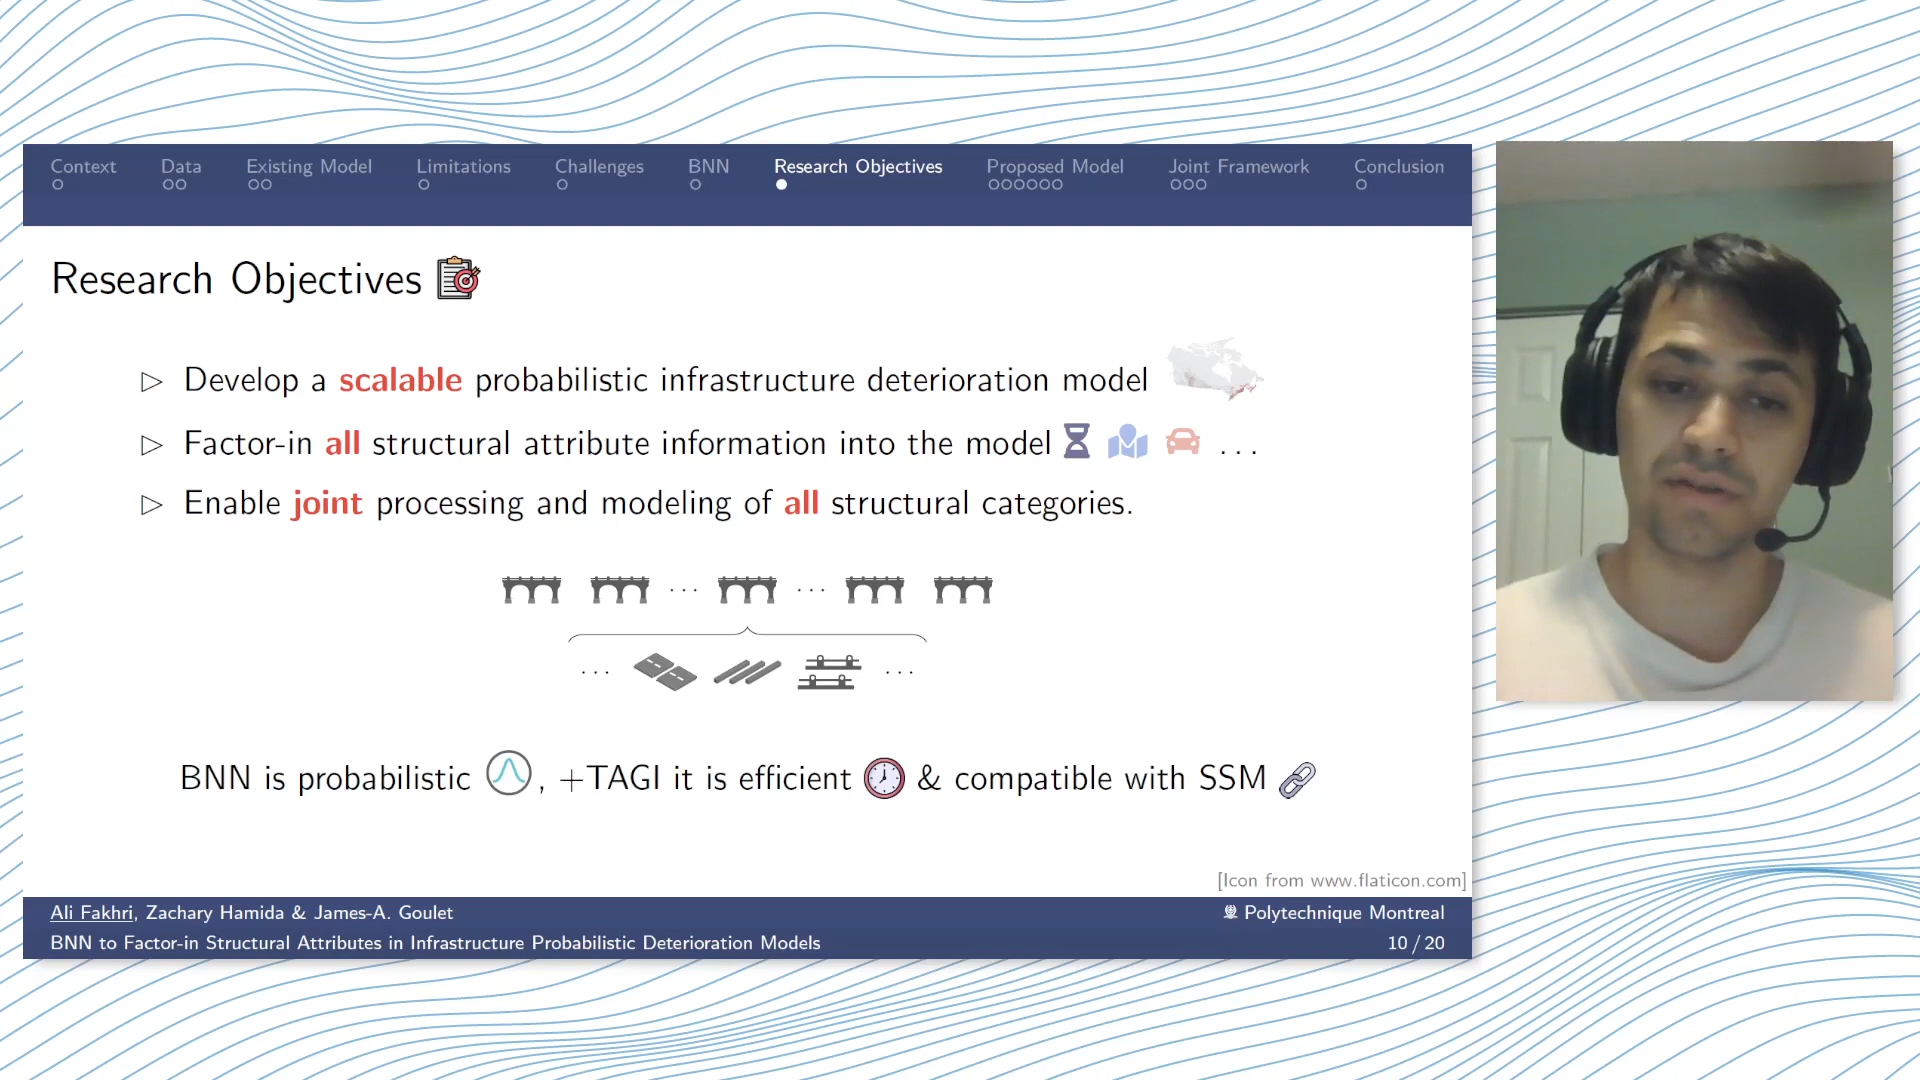 Context Data Existing Model Limitations Challenges BNN Research Objectives Proposed Model Joint Framework Conclusion
Research Objectives
Develop a scalable probabilistic infrastructure deterioration model
Factor-in all structural attribute information into the model ...
Enable joint processing and modeling of all structural categories.
... ...
... ...
BNN is probabilistic , +TAGI it is efficient & compatible with SSM
[Icon from www.flaticon.com]
Ali Fakhri, Zachary Hamida & James-A. Goulet Polytechnique Montreal
BNN to Factor-in Structural Attributes in Infrastructure Probabilistic Deterioration Models 10 / 20